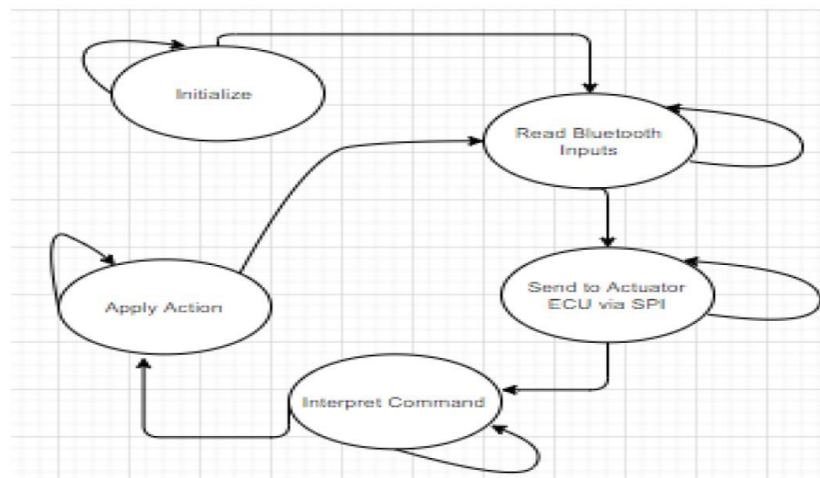 Initialize
Read Bluetooth
Inputs
Send to Actuator
ECU via SPI
Interpret Command
Apply Action